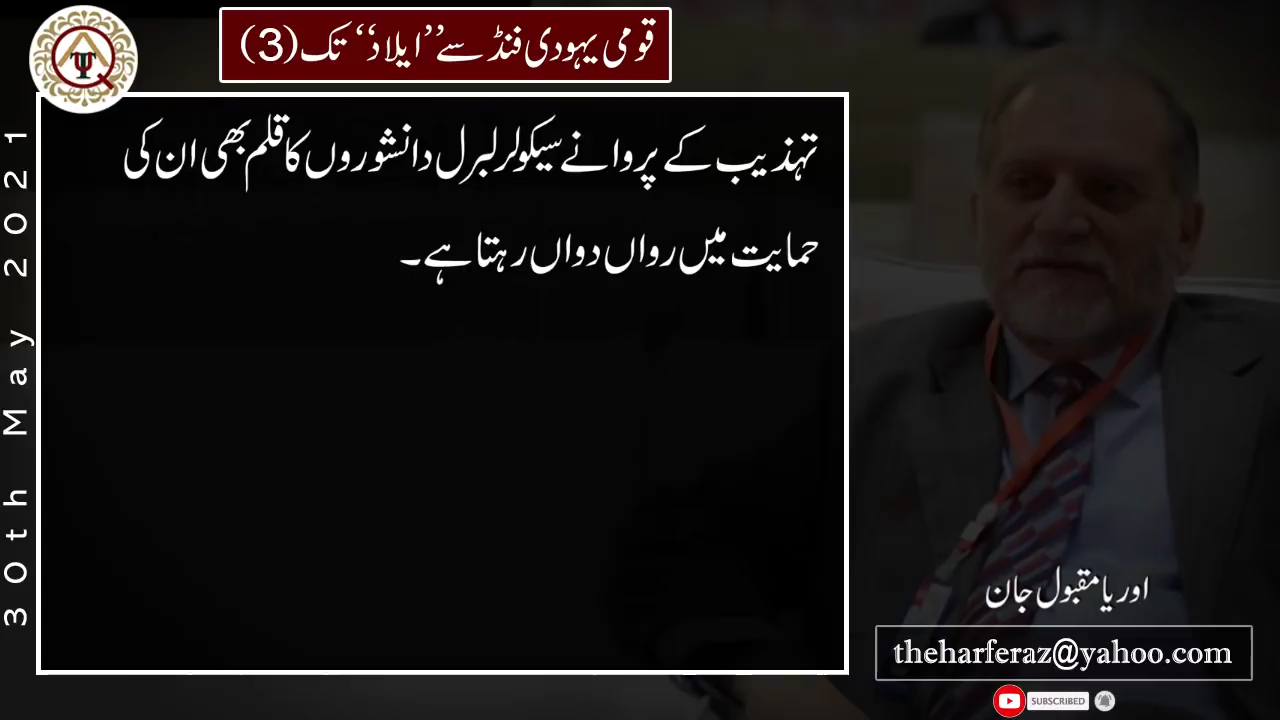 قومی یہودی فنڈ سے ”ایلاد“ تک (3)
تہذیب کے پروانے سیکولر لبرل دانشوروں کا قلم بھی ان کی
حمایت میں رواں دواں رہتا ہے۔
30th May 2021
اوریا مقبول جان
theharferaz@yahoo.com
SUBSCRIBED